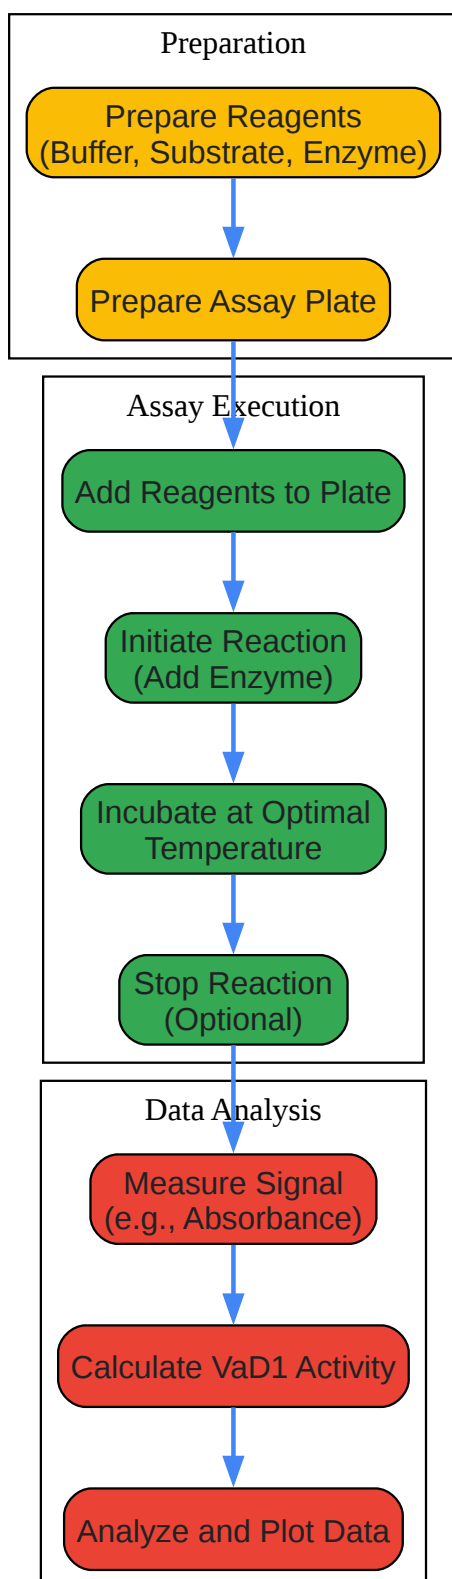 Preparation
Prepare Reagents
(Buffer, Substrate, Enzyme)
Prepare Assay Plate
Assay Execution
Add Reagents to Plate
Initiate Reaction
(Add Enzyme)
Incubate at Optimal
Temperature
Stop Reaction
(Optional)
Data Analysis
Measure Signal
(e.g., Absorbance)
Calculate VaD1 Activity
Analyze and Plot Data